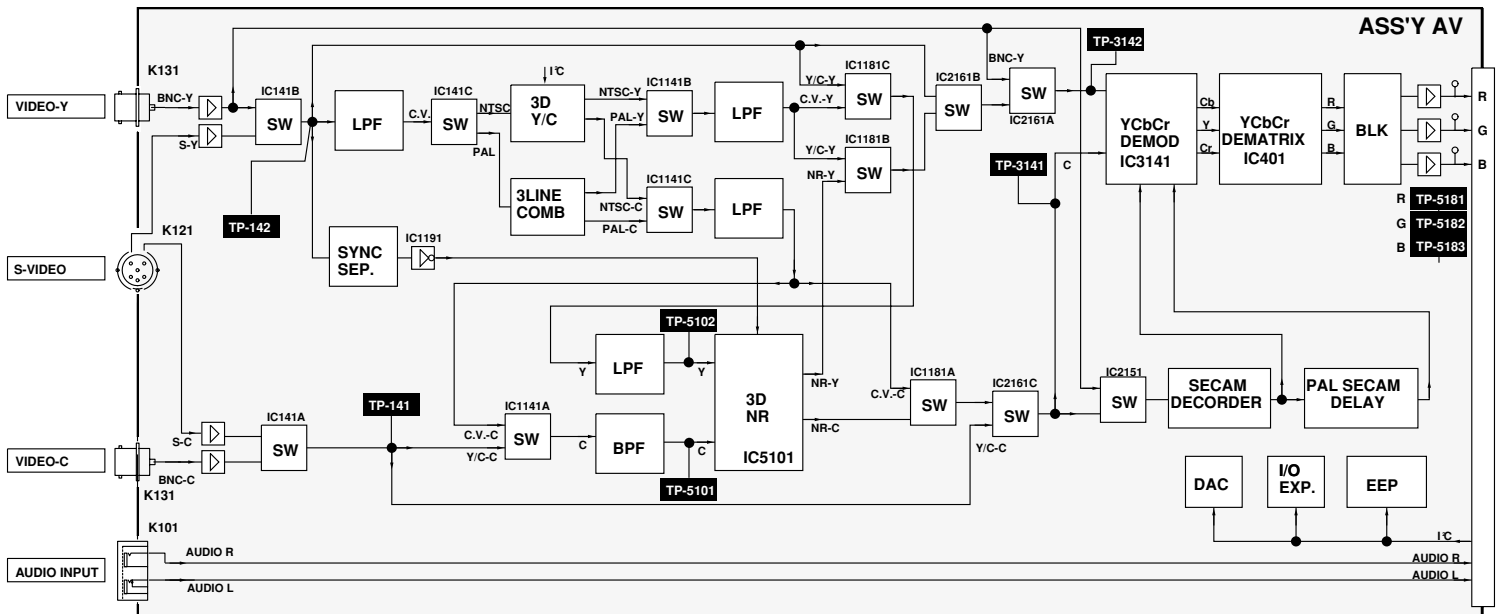 ASS'Y AV
K131
VIDEO-Y
BNC-Y
S-Y
IC141B
SW
LPF
C.V.
IC141C
SW
NTSC
PAL
I²C
3D
Y/C
NTSC-Y
PAL-Y
IC1141B
SW
LPF
Y/C-Y
C.V.-Y
IC1181C
SW
IC2161B
SW
BNC-Y
SW
IC2161A
TP-3142
YCbCr
DEMOD
IC3141
Cb
Y
Cr
YCbCr
DEMATRIX
IC401
R
G
B
BLK
R
G
B
Y/C-Y
NR-Y
IC1181B
SW
TP-3141
C
3LINE
COMB
NTSC-C
PAL-C
IC1141C
SW
LPF
TP-142
R TP-5181
G TP-5182
B TP-5183
K121
S-VIDEO
SYNC
SEP.
IC1191
TP-5102
Y
LPF
Y
3D
NR
IC5101
NR-Y
NR-C
C.V.-C
IC1181A
SW
IC2161C
SW
Y/C-C
IC2151
SW
SECAM
DECORDER
PAL SECAM
DELAY
TP-141
IC141A
SW
S-C
VIDEO-C
BNC-C
K131
IC1141A
C.V.-C
Y/C-C
SW
C
BPF
C
TP-5101
DAC
I/O
EXP.
EEP
I²C
K101
AUDIO INPUT
AUDIO R
AUDIO L
AUDIO R
AUDIO L